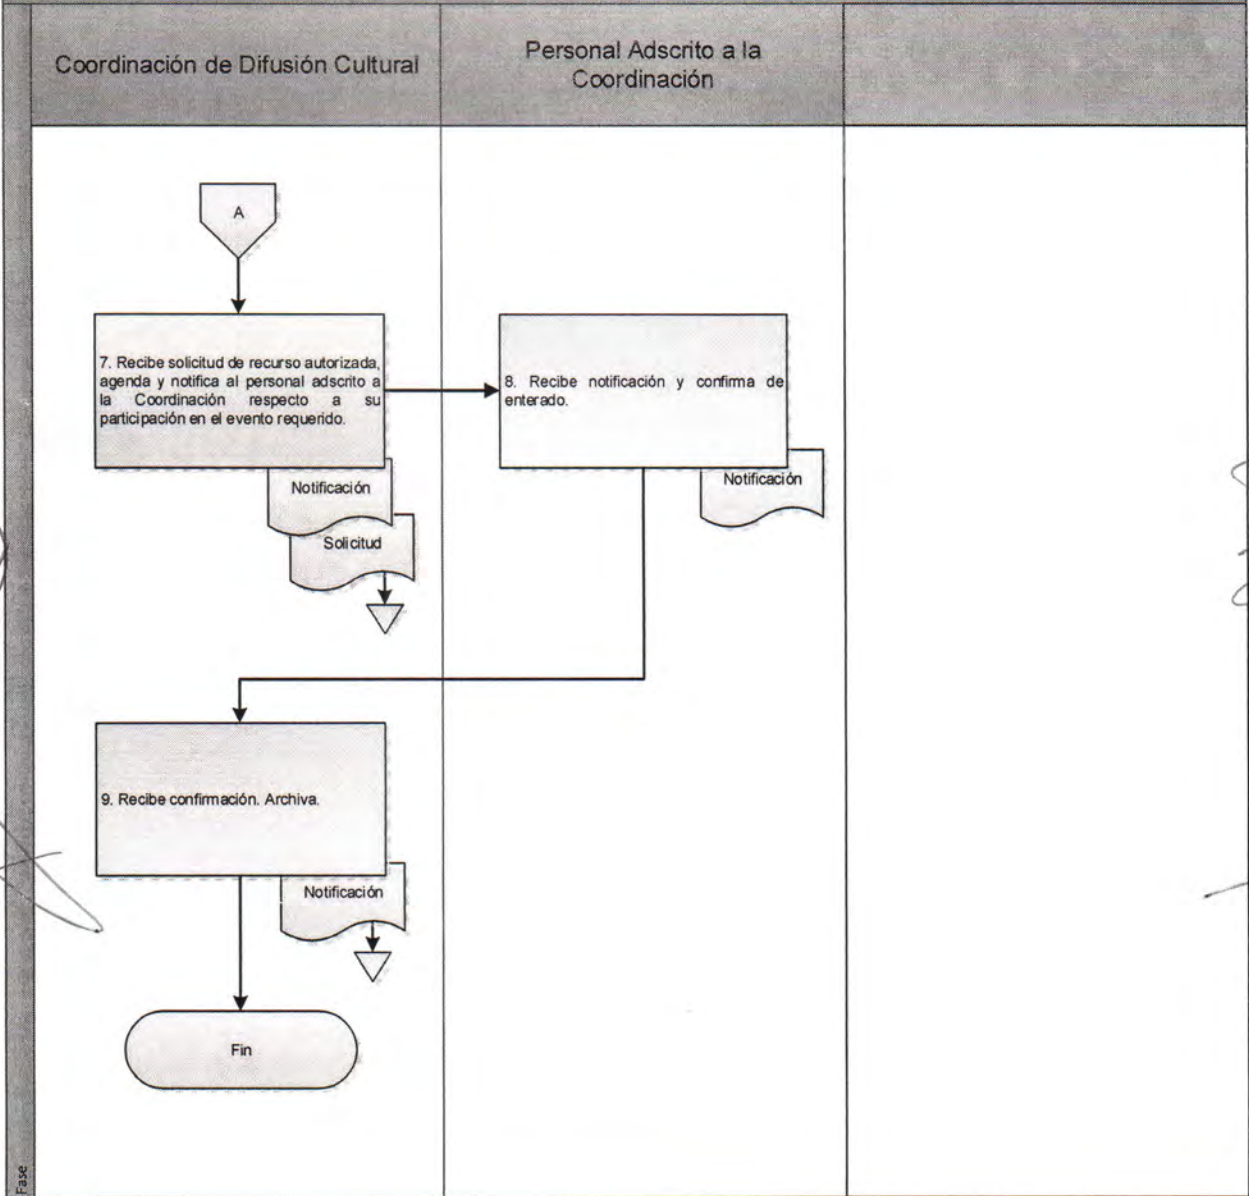 Coordinación de Difusión Cultural
Personal Adscrito a la
Coordinación
A
7. Recibe solicitud de recurso autorizada,
agenda y notifica al personal adscrito a
la Coordinación respecto a su
participación en el evento requerido.
Notificación
Solicitud
8. Recibe notificación y confirma de
enterado.
Notificación
9. Recibe confirmación. Archiva.
Notificación
Fin
Fase